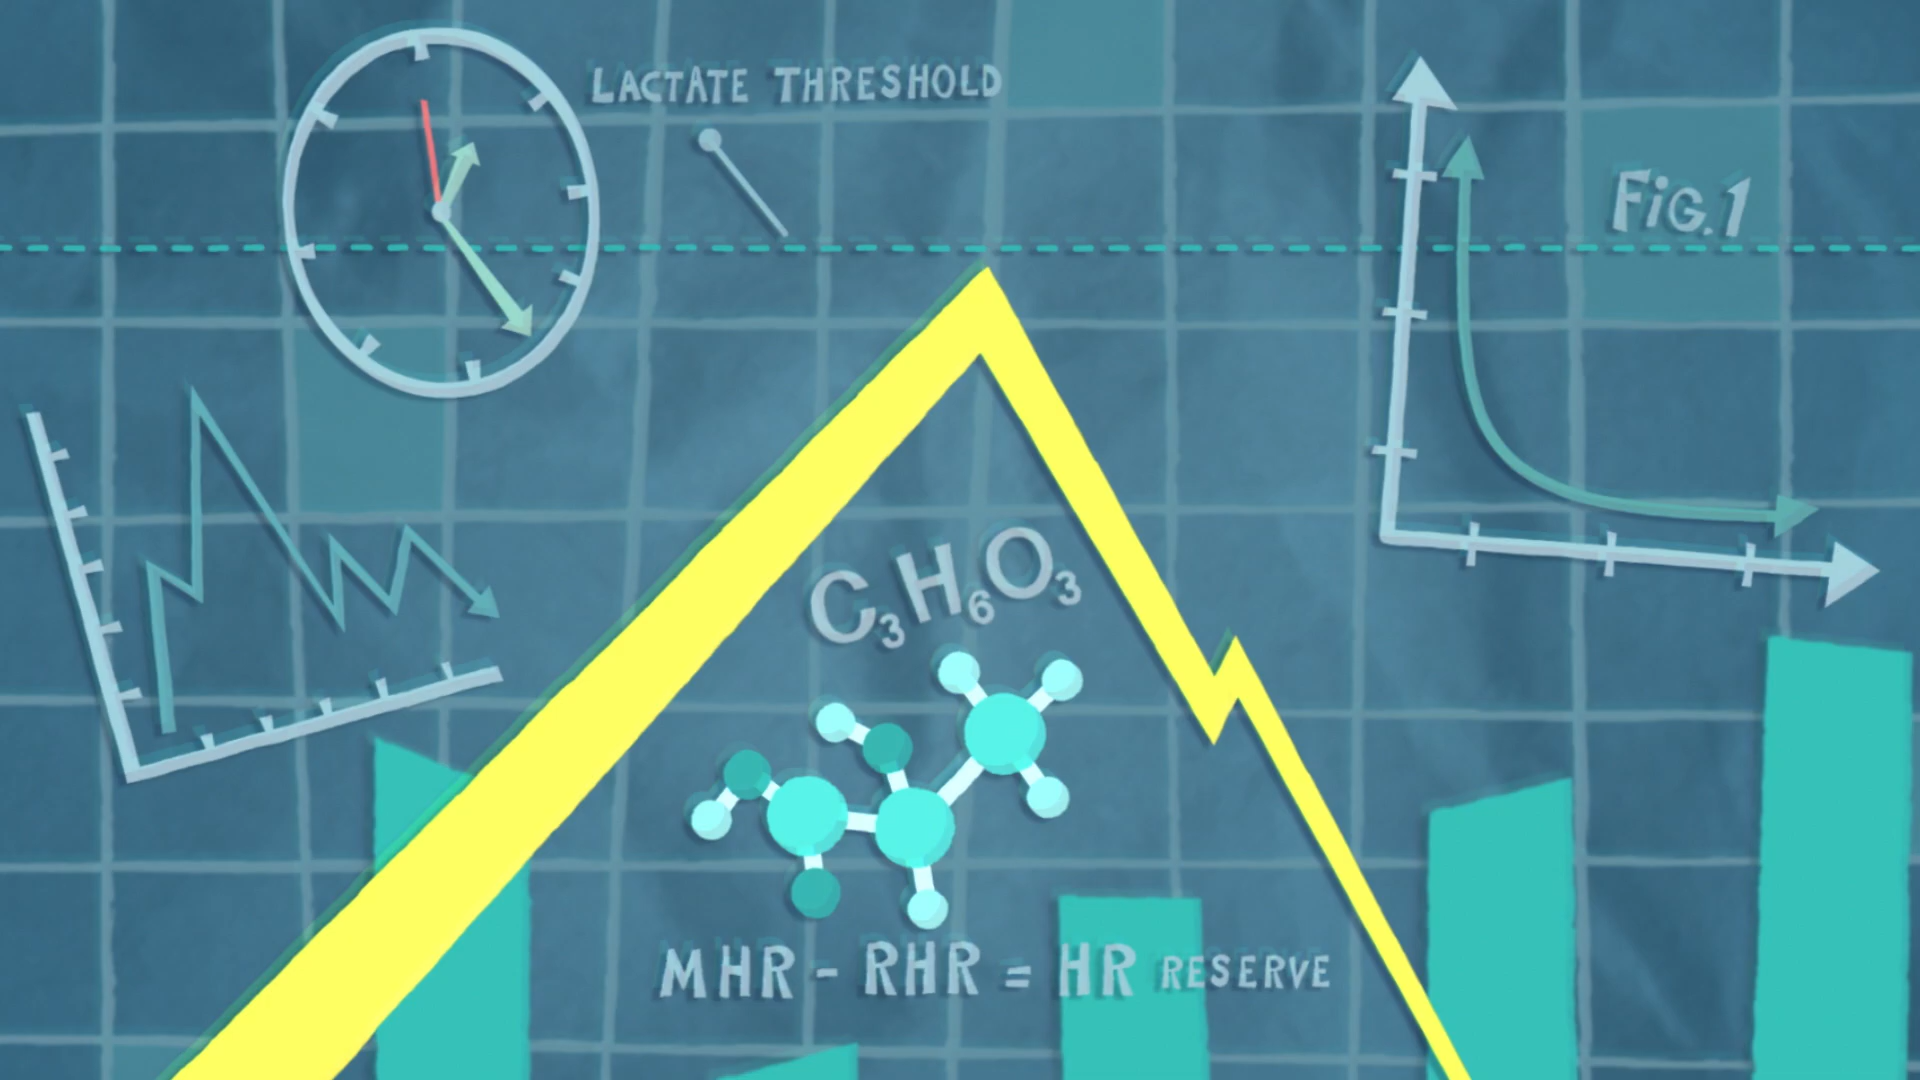 LACTATE THRESHOLD
FiG.1
C₃H₆O₃
MHR - RHR = HR RESERVE